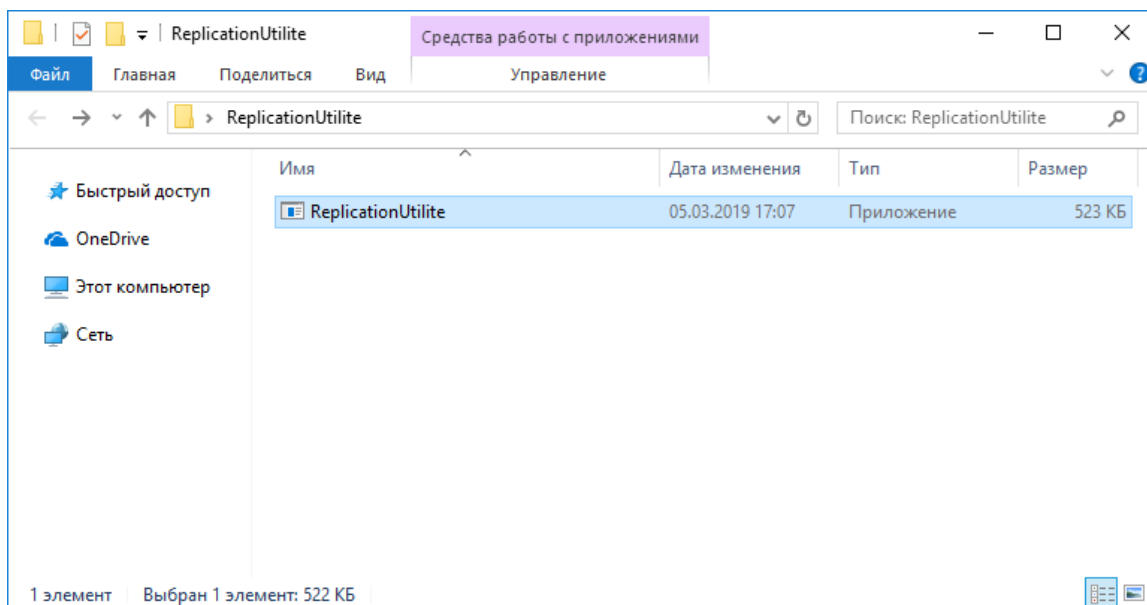 ReplicationUtilite
Средства работы с приложениями
Файл Главная Поделиться Вид Управление
ReplicationUtilite
Поиск: ReplicationUtilite
Имя Дата изменения Тип Размер
Быстрый доступ
ReplicationUtilite 05.03.2019 17:07 Приложение 523 КБ
OneDrive
Этот компьютер
Сеть
1 элемент Выбран 1 элемент: 522 КБ